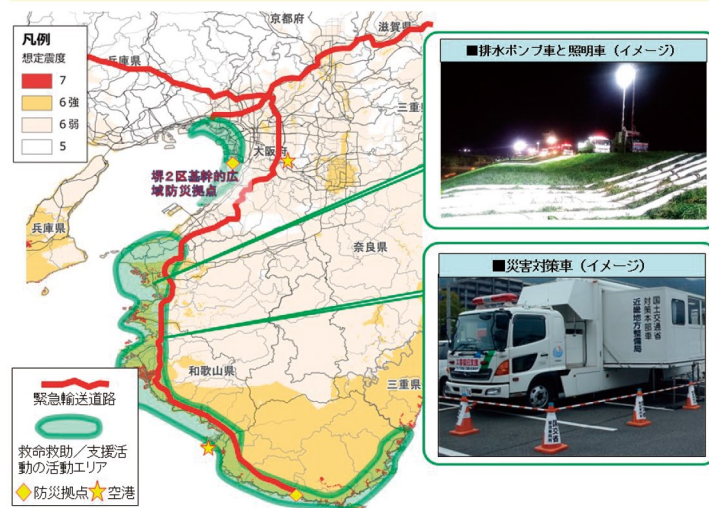 凡例
想定震度
7
6強
6弱
5
京都府
滋賀県
兵庫県
三重県
大阪府
堺2区基幹的広
域防災拠点
兵庫県
奈良県
和歌山県
三重県
緊急輸送道路
救命救助／支援活
動の活動エリア
防災拠点
空港
■排水ポンプ車と照明車（イメージ）
■災害対策車（イメージ）
国土交通省
対策本部車
近畿地方整備局
国交省